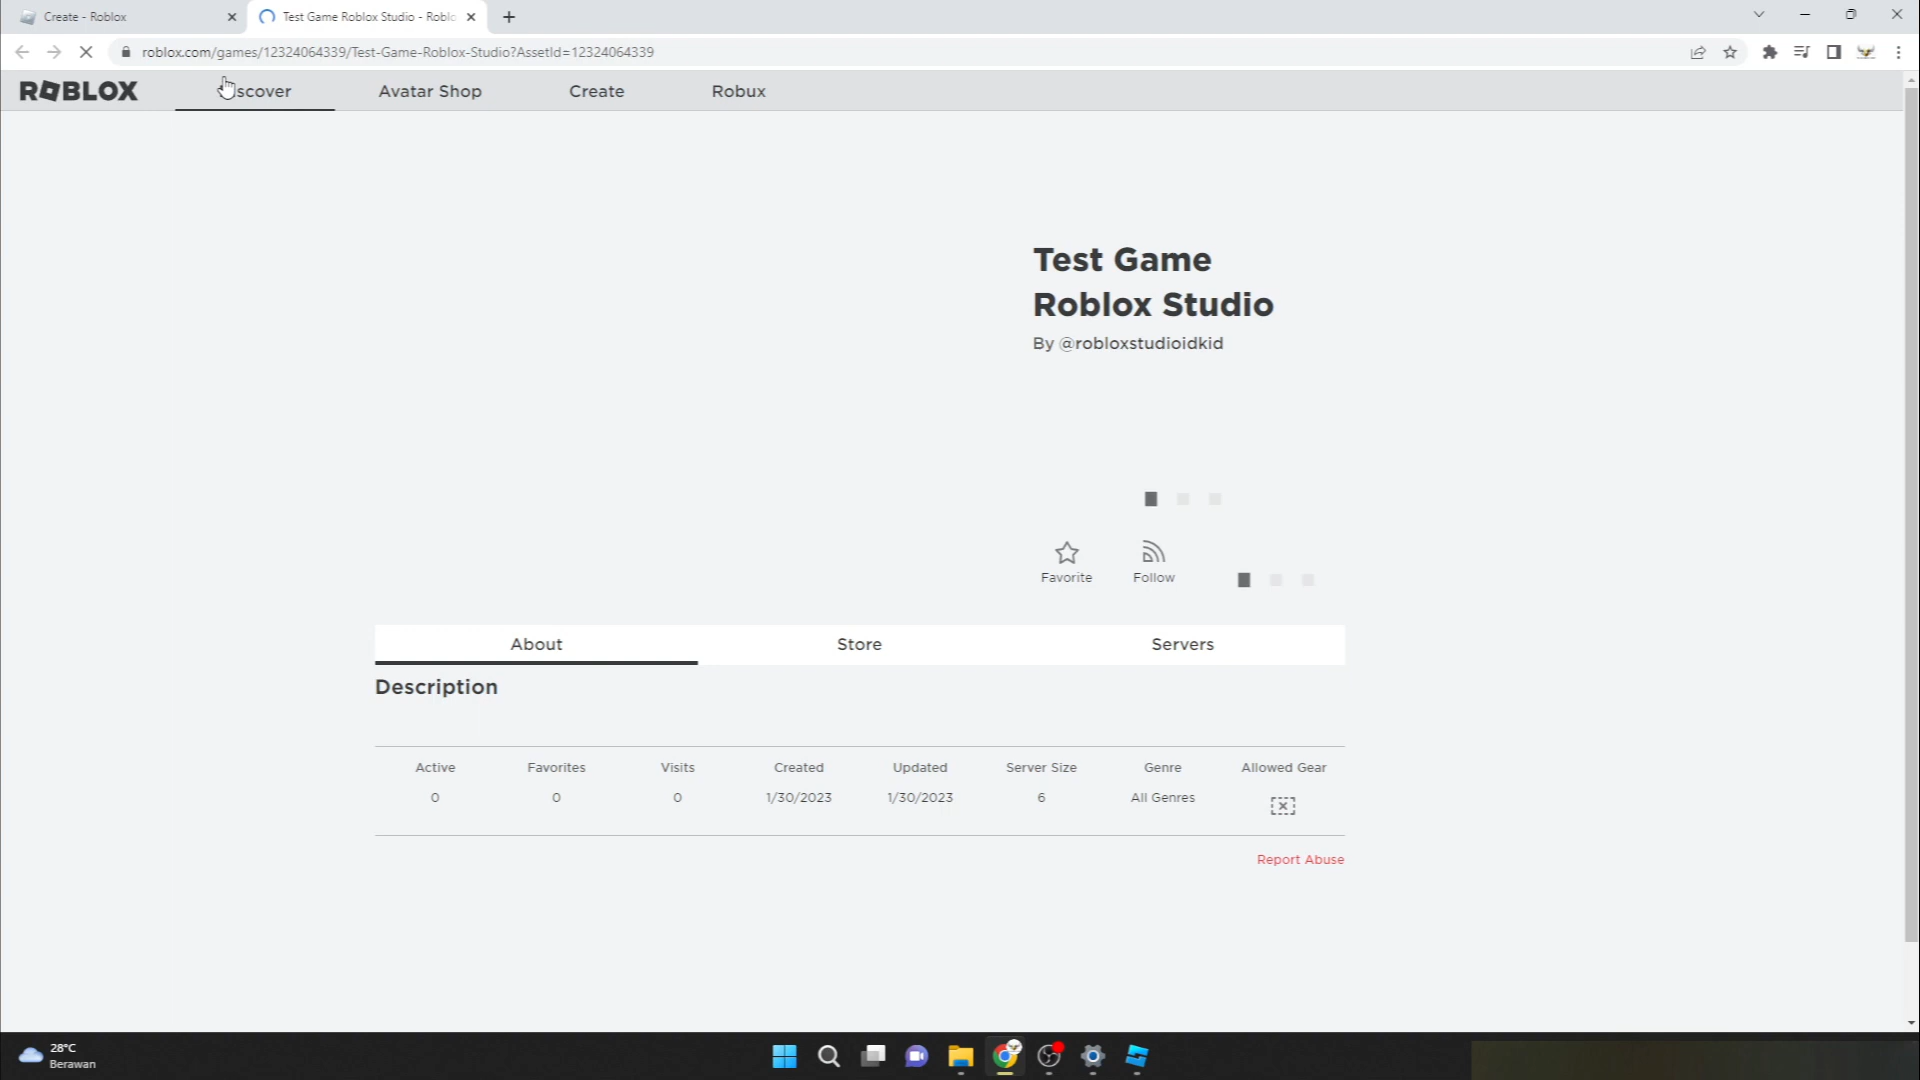 Create - Roblox
Test Game Roblox Studio - Roblo
roblox.com/games/12324064339/Test-Game-Roblox-Studio?AssetId=12324064339
ROBLOX
scover
Avatar Shop
Create
Robux
Test Game
Roblox Studio
By @robloxstudioidkid
Favorite
Follow
About
Store
Servers
Description
Active
Favorites
Visits
Created
Updated
Server Size
Genre
Allowed Gear
0
0
0
1/30/2023
1/30/2023
6
All Genres
Report Abuse
28°C
Berawan